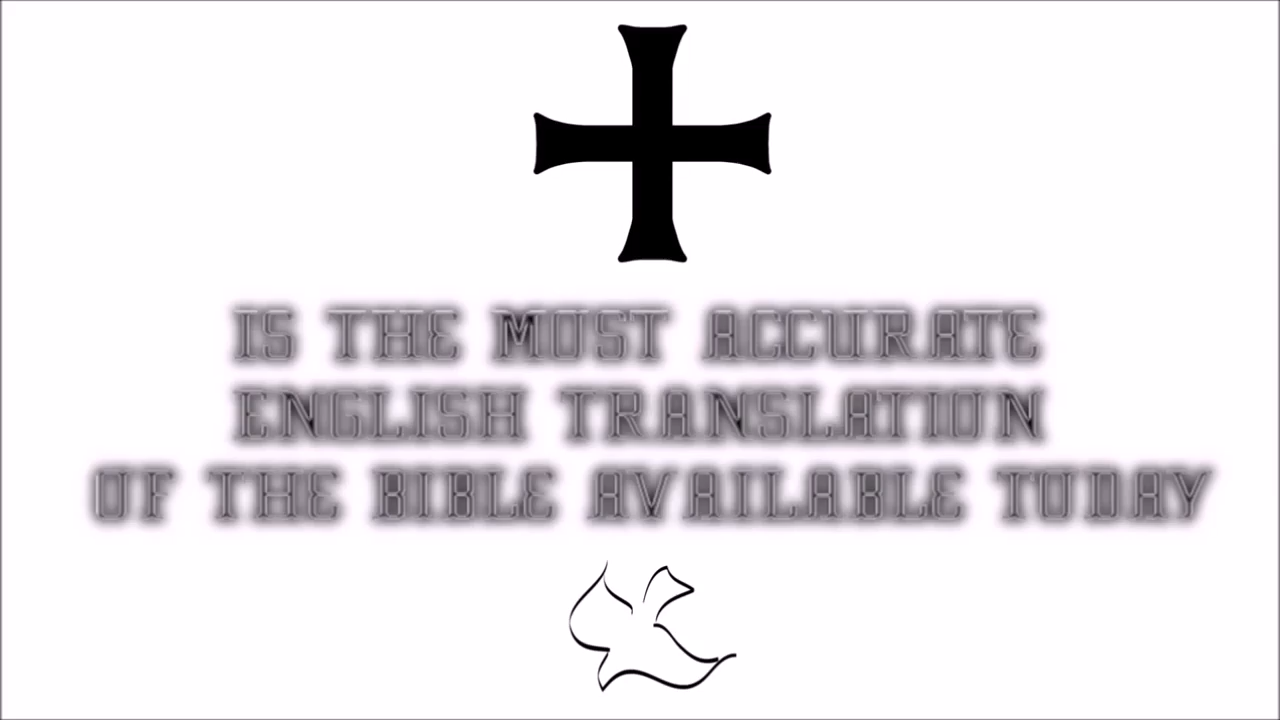 IS THE MOST ACCURATE
ENGLISH TRANSLATION
OF THE BIBLE AVAILABLE TODAY